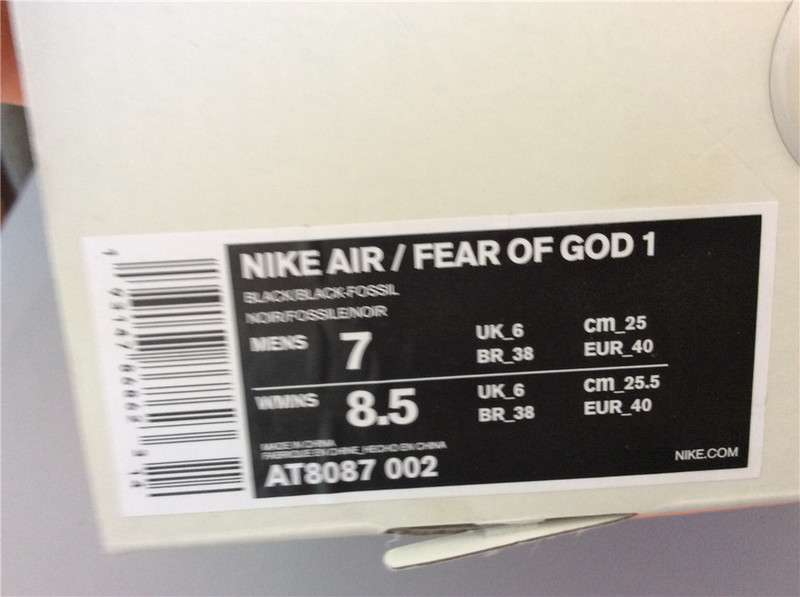 NIKE AIR / FEAR OF GOD 1
BLACK/BLACK-FOSSIL
NOIR/FOSSILE/NOIR
MENS 7 UK_6 cm_25
BR_38 EUR_40
WMNS 8.5 UK_6 cm_25.5
BR_38 EUR_40
MADE IN CHINA
FABRIQUE EN CHINE, HECHO EN CHINA
AT8087 002
NIKE.COM